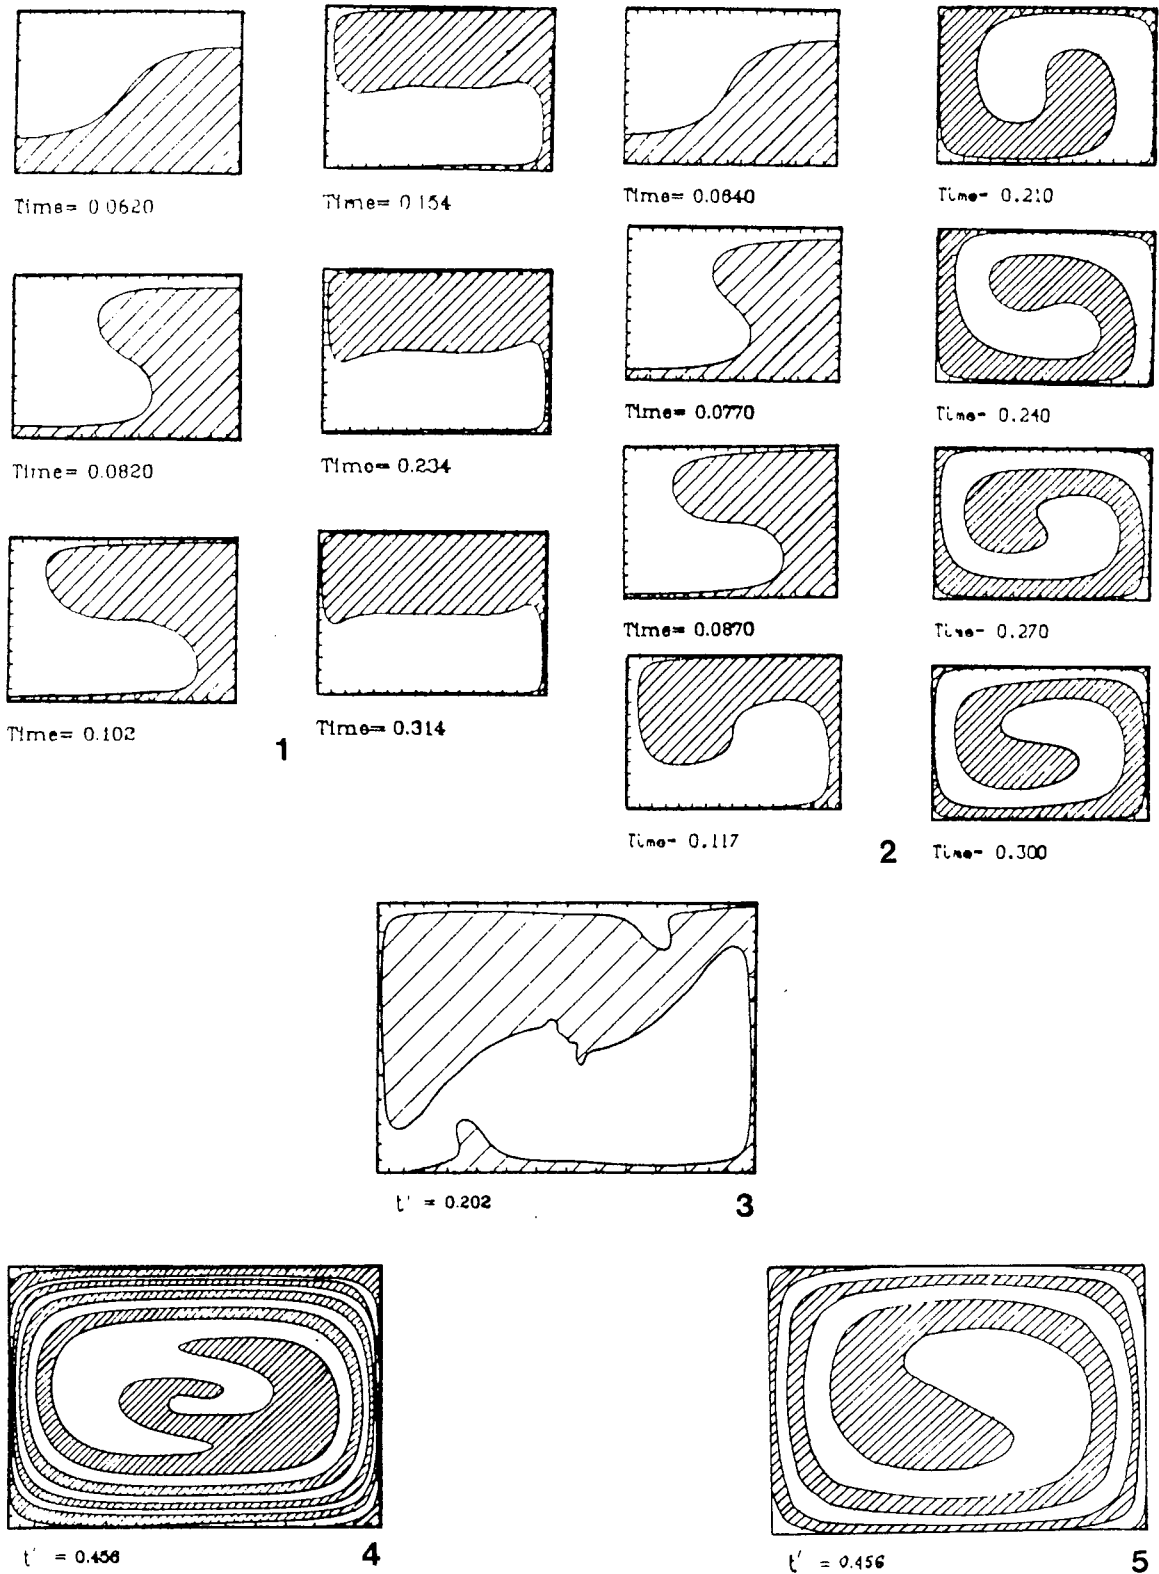 Time= 0.0620
Time= 0.154
Time= 0.0640
Time- 0.210
Time= 0.0820
Time= 0.234
Time= 0.0770
Time- 0.240
Time= 0.102
Time= 0.314
1
Time= 0.0870
Time- 0.270
Time- 0.117
2
Time- 0.300
t' = 0.202
3
t' = 0.456
4
t' = 0.456
5